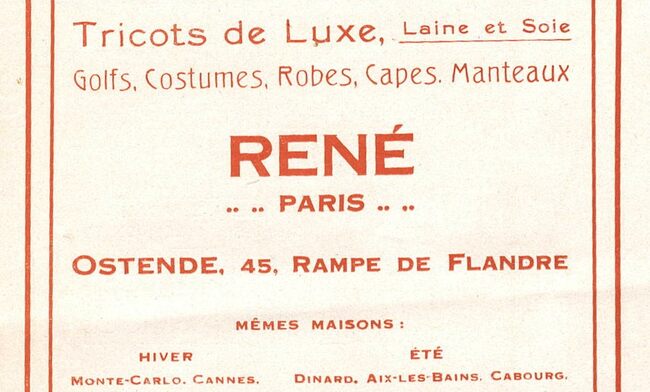 Tricots de Luxe, Laine et Soie
Golfs, Costumes, Robes, Capes. Manteaux
RENÉ
.. .. PARIS .. ..
OSTENDE, 45, RAMPE DE FLANDRE
MÊMES MAISONS :
HIVER ÉTÉ
MONTE-CARLO. CANNES. DINARD, AIX-LES-BAINS, CABOURG.